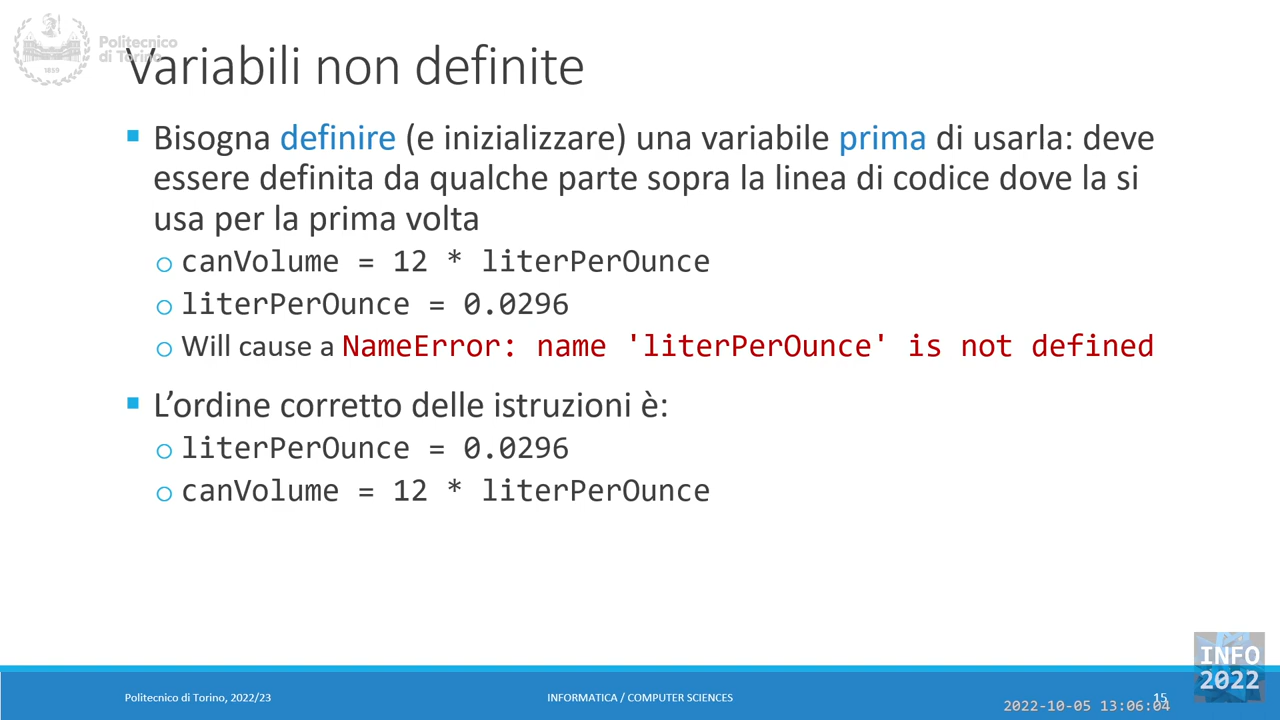 Politecnico
di Torino
1859
Variabili non definite
Bisogna definire (e inizializzare) una variabile prima di usarla: deve
essere definita da qualche parte sopra la linea di codice dove la si
usa per la prima volta
canVolume = 12 * literPerOunce
literPerOunce = 0.0296
Will cause a NameError: name 'literPerOunce' is not defined
L’ordine corretto delle istruzioni è:
literPerOunce = 0.0296
canVolume = 12 * literPerOunce
INFO
2022
Politecnico di Torino, 2022/23
INFORMATICA / COMPUTER SCIENCES
15
2022-10-05 13:06:04